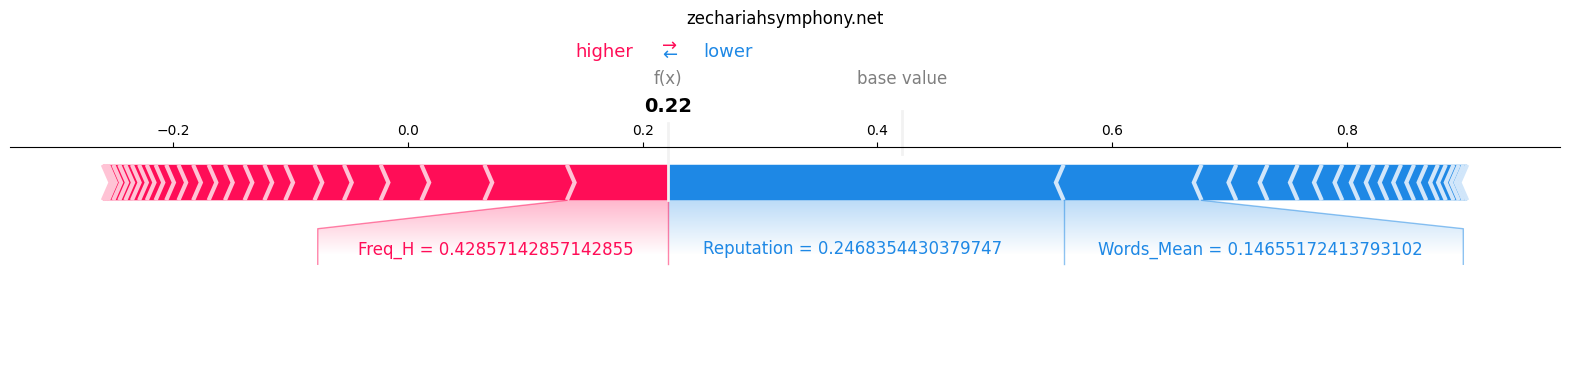 zechariahsymphony.net
higher ⇄ lower
f(x) base value
0.22
−0.2 0.0 0.2 0.4 0.6 0.8
Freq_H = 0.42857142857142855 Reputation = 0.2468354430379747 Words_Mean = 0.14655172413793102